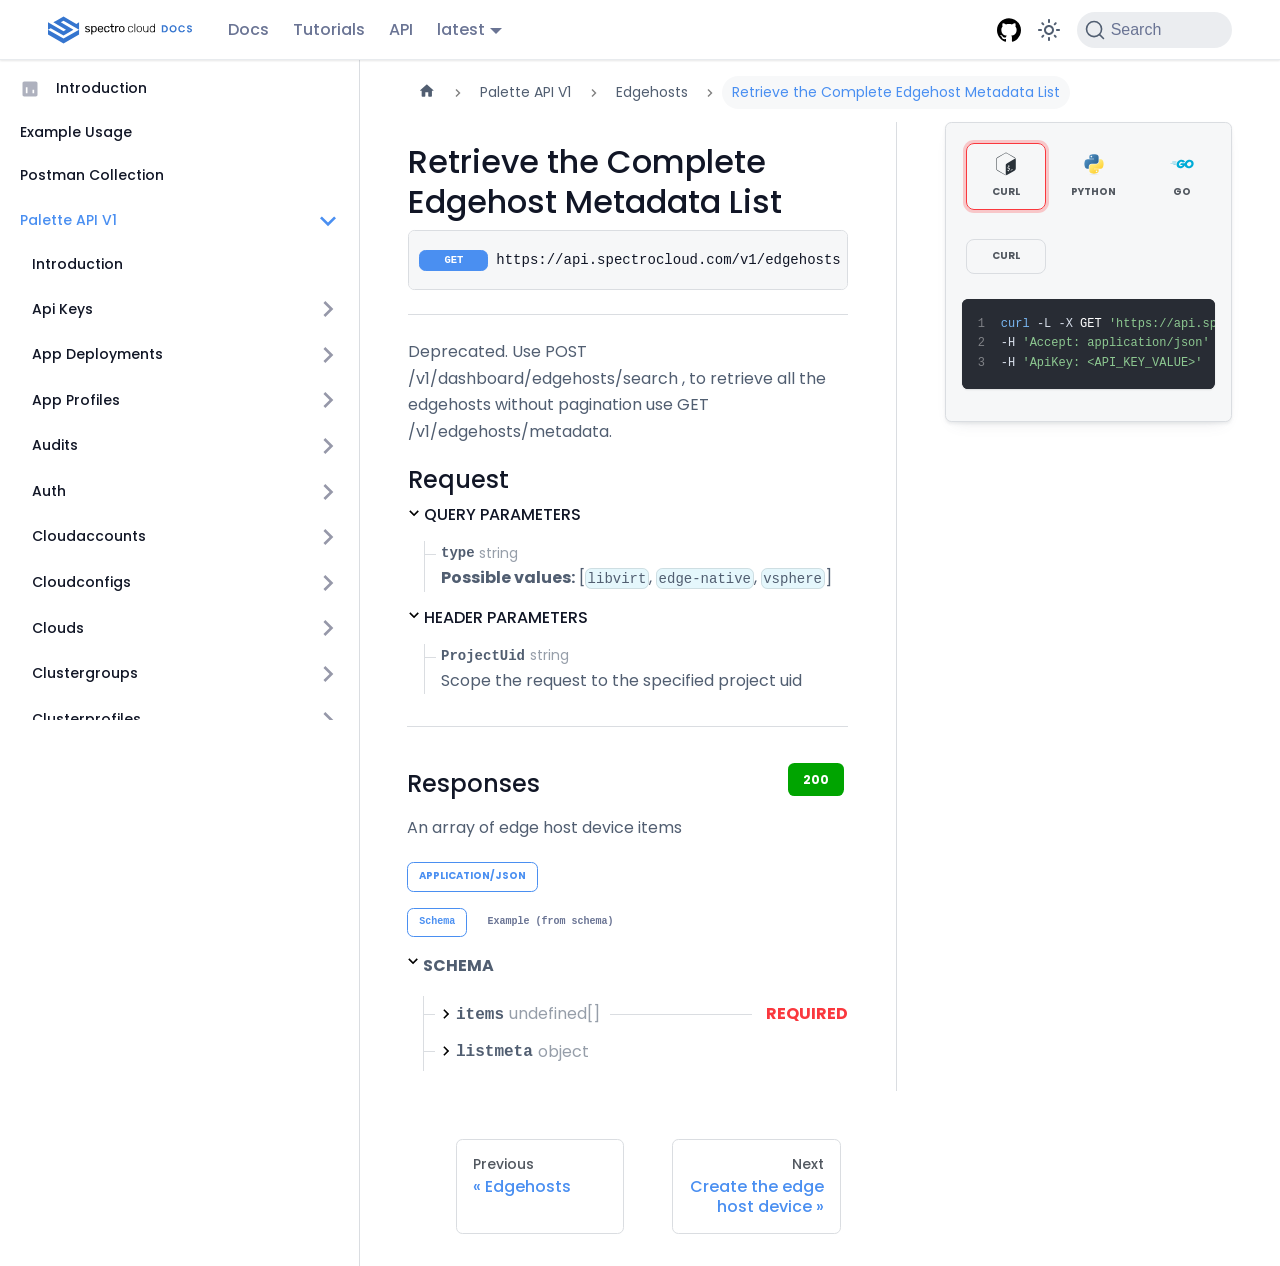 spectro cloud DOCS Docs Tutorials API latest Search
Introduction
Example Usage
Postman Collection
Palette API V1
Introduction
Api Keys
App Deployments
App Profiles
Audits
Auth
Cloudaccounts
Cloudconfigs
Clouds
Clustergroups
Clusterprofiles
Palette API V1 Edgehosts Retrieve the Complete Edgehost Metadata List
Retrieve the Complete
Edgehost Metadata List
GET https://api.spectrocloud.com/v1/edgehosts
Deprecated. Use POST
/v1/dashboard/edgehosts/search , to retrieve all the
edgehosts without pagination use GET
/v1/edgehosts/metadata.
Request
QUERY PARAMETERS
type string
Possible values: [libvirt, edge-native, vsphere]
HEADER PARAMETERS
ProjectUid string
Scope the request to the specified project uid
Responses 200
An array of edge host device items
APPLICATION/JSON
Schema Example (from schema)
SCHEMA
items undefined[] REQUIRED
listmeta object
Previous
« Edgehosts
Next
Create the edge
host device »
CURL PYTHON GO
CURL
1 curl -L -X GET 'https://api.sp
2 -H 'Accept: application/json'
3 -H 'ApiKey: <API_KEY_VALUE>'